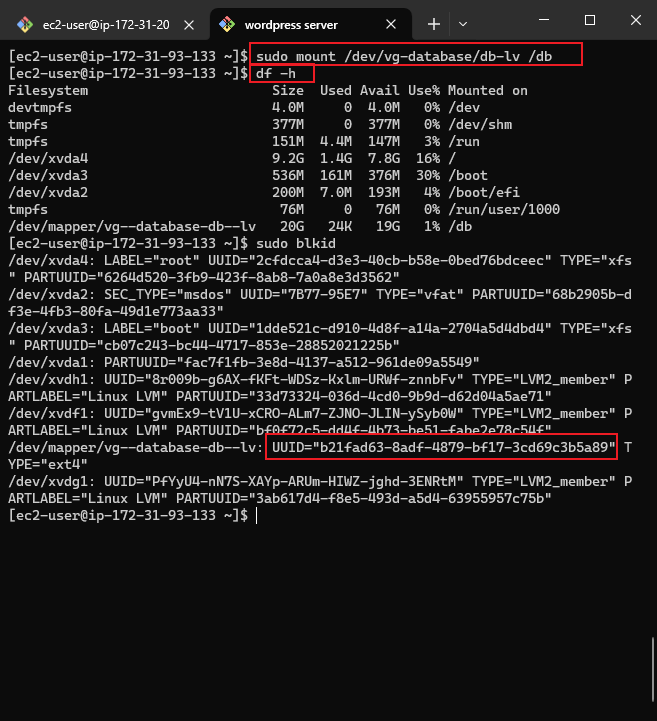 ec2-user@ip-172-31-20
wordpress server
[ec2-user@ip-172-31-93-133 ~]$ sudo mount /dev/vg-database/db-lv /db
[ec2-user@ip-172-31-93-133 ~]$ df -h
Filesystem Size Used Avail Use% Mounted on
devtmpfs 4.0M 0 4.0M 0% /dev
tmpfs 377M 0 377M 0% /dev/shm
tmpfs 151M 4.4M 147M 3% /run
/dev/xvda4 9.2G 1.4G 7.8G 16% /
/dev/xvda3 536M 161M 376M 30% /boot
/dev/xvda2 200M 7.0M 193M 4% /boot/efi
tmpfs 76M 0 76M 0% /run/user/1000
/dev/mapper/vg--database-db--lv 20G 24K 19G 1% /db
[ec2-user@ip-172-31-93-133 ~]$ sudo blkid
/dev/xvda4: LABEL="root" UUID="2cfdcca4-d3e3-40cb-b58e-0bed76bdceec" TYPE="xfs
" PARTUUID="6264d520-3fb9-423f-8ab8-7a0a8e3d3562"
/dev/xvda2: SEC_TYPE="msdos" UUID="7B77-95E7" TYPE="vfat" PARTUUID="68b2905b-d
f3e-4fb3-80fa-49d1e773aa33"
/dev/xvda3: LABEL="boot" UUID="1dde521c-d910-4d8f-a14a-2704a5d4dbd4" TYPE="xfs
" PARTUUID="cb07c243-bc44-4717-853e-28852021225b"
/dev/xvda1: PARTUUID="fac7f1fb-3e8d-4137-a512-961de09a5549"
/dev/xvdh1: UUID="8r009b-g6AX-fKFt-WDSz-Kxlm-URWf-znnbFv" TYPE="LVM2_member" P
ARTLABEL="Linux LVM" PARTUUID="33d73324-036d-4cd0-9b9d-d62d04a5ae71"
/dev/xvdf1: UUID="gvmEx9-tV1U-xCRO-ALm7-ZJNO-JLIN-ySyb0W" TYPE="LVM2_member" P
ARTLABEL="Linux LVM" PARTUUID="bf0f72c5-dd4f-4b73-be51-fabe2e78c54f"
/dev/mapper/vg--database-db--lv: UUID="b21fad63-8adf-4879-bf17-3cd69c3b5a89" T
YPE="ext4"
/dev/xvdg1: UUID="PfYyU4-nN7S-XAYp-ARUm-HIWZ-jghd-3ENRtM" TYPE="LVM2_member" P
ARTLABEL="Linux LVM" PARTUUID="3ab617d4-f8e5-493d-a5d4-63955957c75b"
[ec2-user@ip-172-31-93-133 ~]$